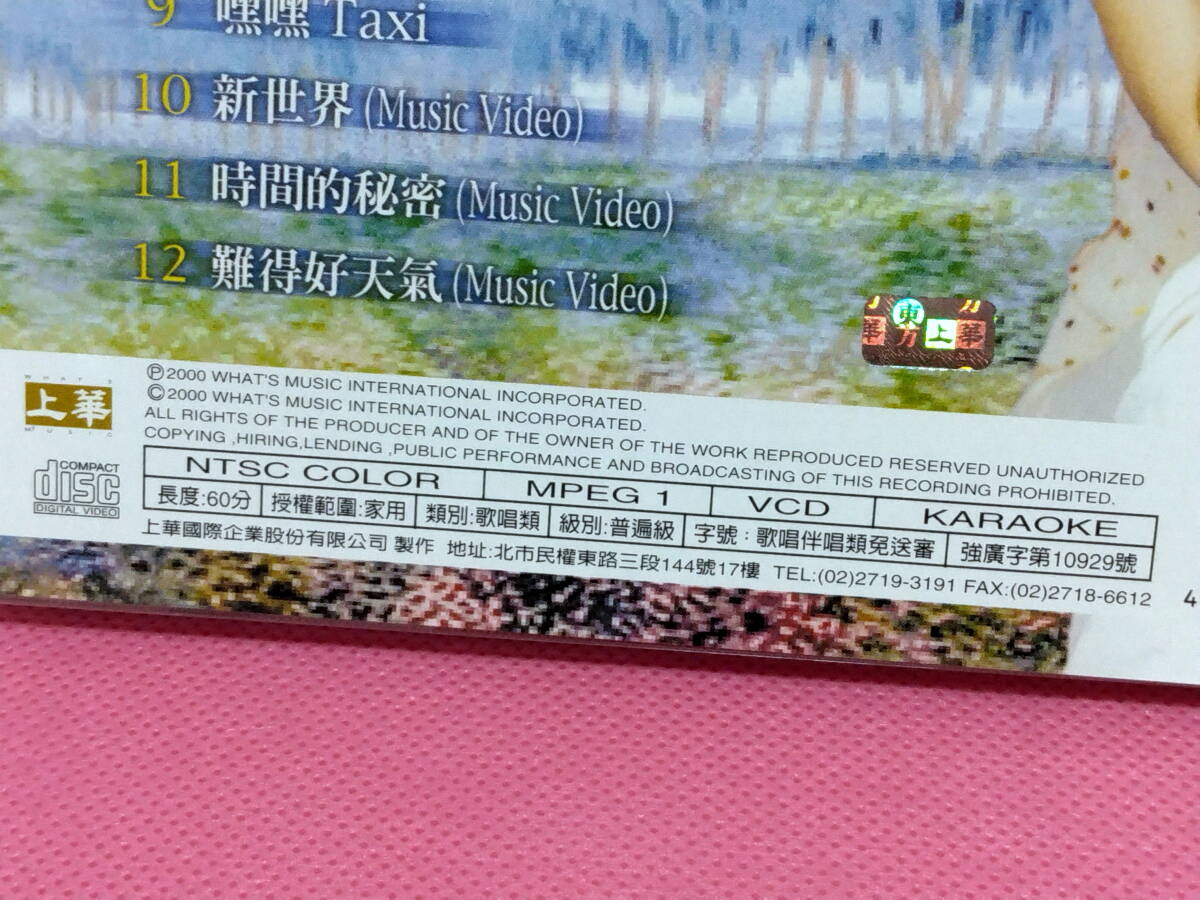 9 嘿嘿 Taxi
10 新世界 (Music Video)
11 時間的秘密 (Music Video)
12 難得好天氣 (Music Video)
東方 上華
WHAT'S
上華
MUSIC
Ⓟ2000 WHAT'S MUSIC INTERNATIONAL INCORPORATED.
©2000 WHAT'S MUSIC INTERNATIONAL INCORPORATED.
ALL RIGHTS OF THE PRODUCER AND OF THE OWNER OF THE WORK REPRODUCED RESERVED UNAUTHORIZED
COPYING ,HIRING,LENDING ,PUBLIC PERFORMANCE AND BROADCASTING OF THIS RECORDING PROHIBITED.
COMPACT
disc
DIGITAL VIDEO
NTSC COLOR MPEG 1 VCD KARAOKE
長度:60分 授權範圍:家用 類別:歌唱類 級別:普遍級 字號：歌唱伴唱類免送審 強廣字第10929號
上華國際企業股份有限公司 製作 地址:北市民權東路三段144號17樓 TEL:(02)2719-3191 FAX:(02)2718-6612
4